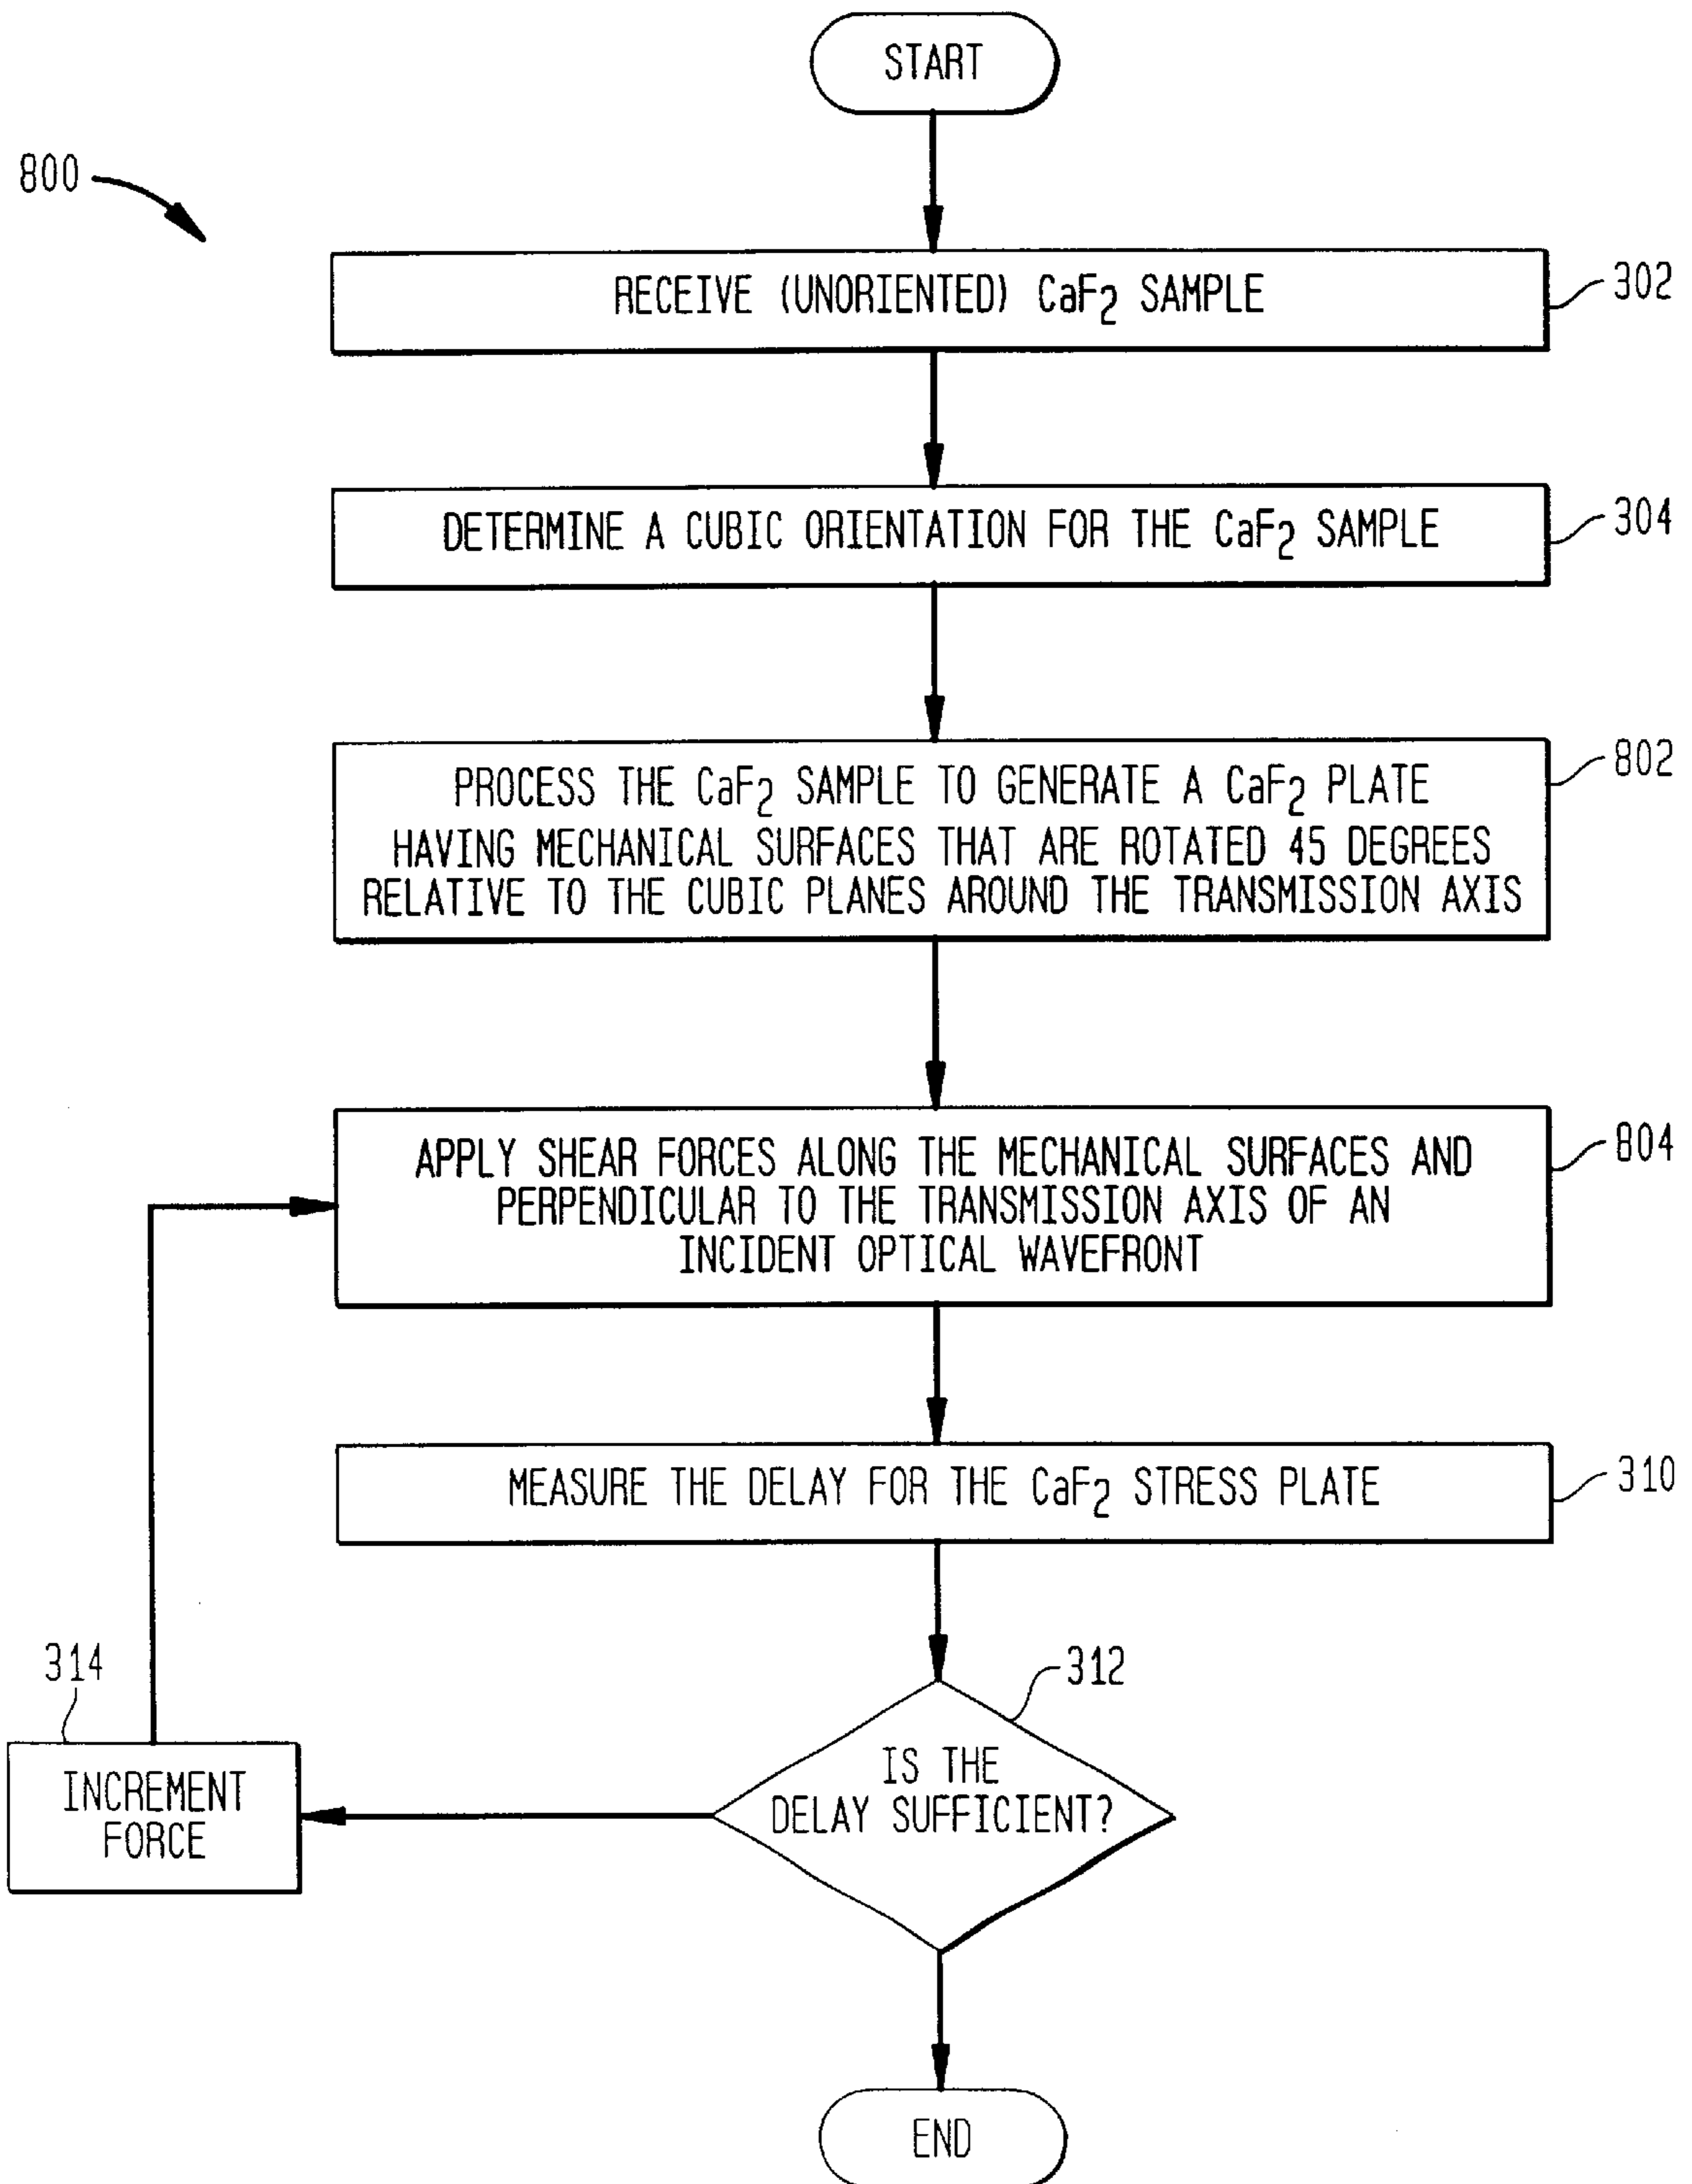 START
800
RECEIVE (UNORIENTED) CaF2 SAMPLE
302
DETERMINE A CUBIC ORIENTATION FOR THE CaF2 SAMPLE
304
PROCESS THE CaF2 SAMPLE TO GENERATE A CaF2 PLATE
HAVING MECHANICAL SURFACES THAT ARE ROTATED 45 DEGREES
RELATIVE TO THE CUBIC PLANES AROUND THE TRANSMISSION AXIS
802
APPLY SHEAR FORCES ALONG THE MECHANICAL SURFACES AND
PERPENDICULAR TO THE TRANSMISSION AXIS OF AN
INCIDENT OPTICAL WAVEFRONT
804
MEASURE THE DELAY FOR THE CaF2 STRESS PLATE
310
312
IS THE
DELAY SUFFICIENT?
314
INCREMENT
FORCE
END